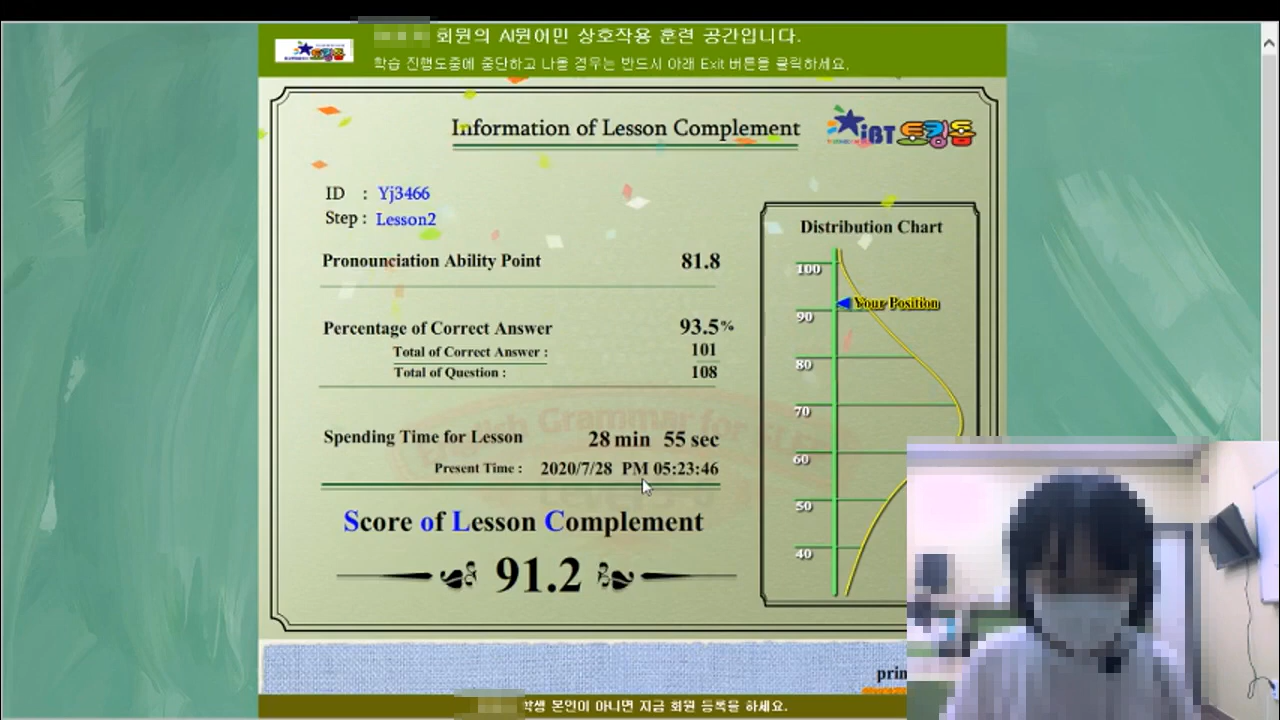 회원의 AI원어민 상호작용 훈련 공간입니다.
학습 진행도중에 중단하고 나올 경우는 반드시 아래 Exit 버튼을 클릭하세요.
Information of Lesson Complement
iBT 토킹돔
ID : Yj3466
Step : Lesson2
Distribution Chart
Pronounciation Ability Point 81.8
100
Your Position
90
Percentage of Correct Answer 93.5%
Total of Correct Answer : 101
Total of Question : 108
80
70
English Grammar for
Spending Time for Lesson 28 min 55 sec
60
Present Time : 2020/7/28 PM 05:23:46
50
Score of Lesson Complement
40
91.2
prin
학생 본인이 아니면 지금 회원 등록을 하세요.